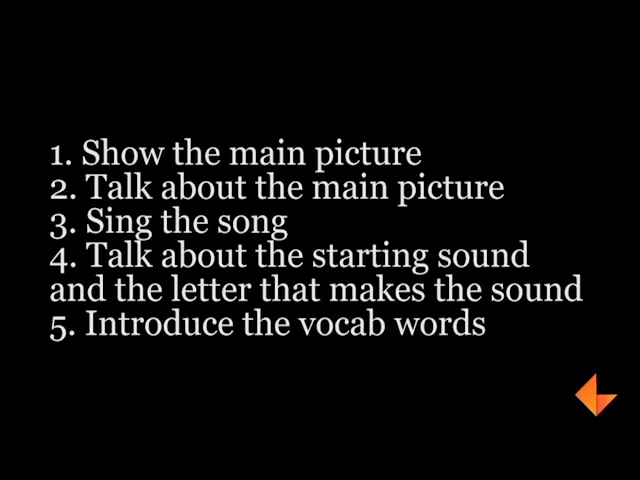 1. Show the main picture
2. Talk about the main picture
3. Sing the song
4. Talk about the starting sound
and the letter that makes the sound
5. Introduce the vocab words